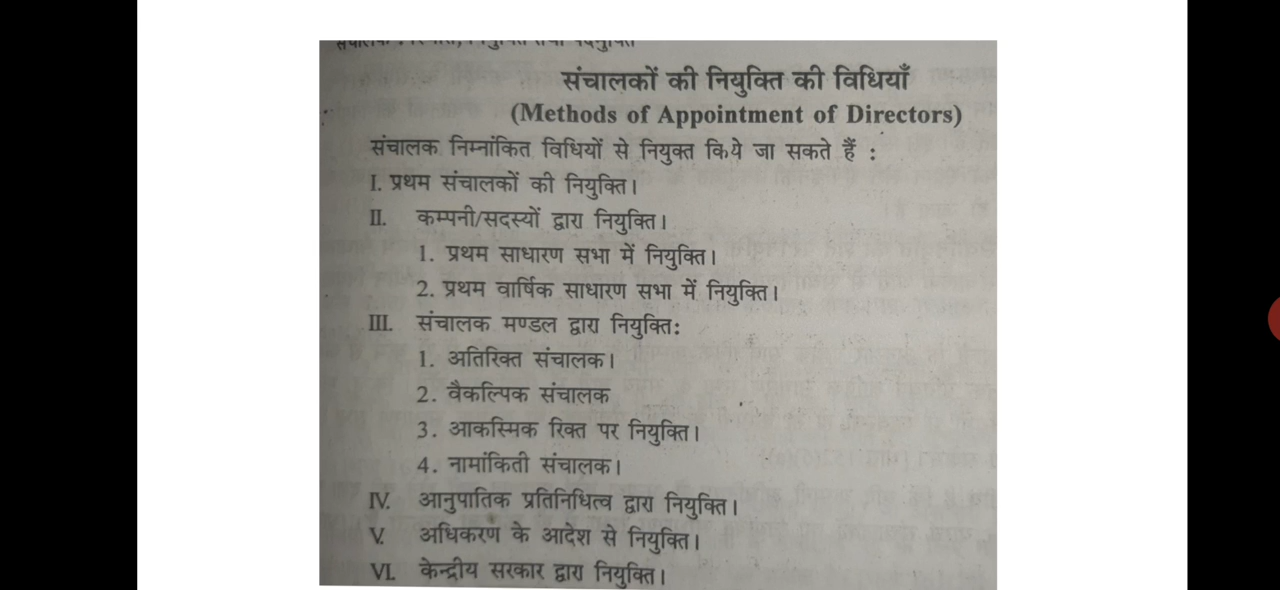 संचालकों की नियुक्ति की विधियाँ
(Methods of Appointment of Directors)
संचालक निम्नांकित विधियों से नियुक्त किये जा सकते हैं :
I. प्रथम संचालकों की नियुक्ति।
II. कम्पनी/सदस्यों द्वारा नियुक्ति।
1. प्रथम साधारण सभा में नियुक्ति।
2. प्रथम वार्षिक साधारण सभा में नियुक्ति।
III. संचालक मण्डल द्वारा नियुक्ति:
1. अतिरिक्त संचालक।
2. वैकल्पिक संचालक
3. आकस्मिक रिक्त पर नियुक्ति।
4. नामांकिती संचालक।
IV. आनुपातिक प्रतिनिधित्व द्वारा नियुक्ति।
V. अधिकरण के आदेश से नियुक्ति।
VI. केन्द्रीय सरकार द्वारा नियुक्ति।